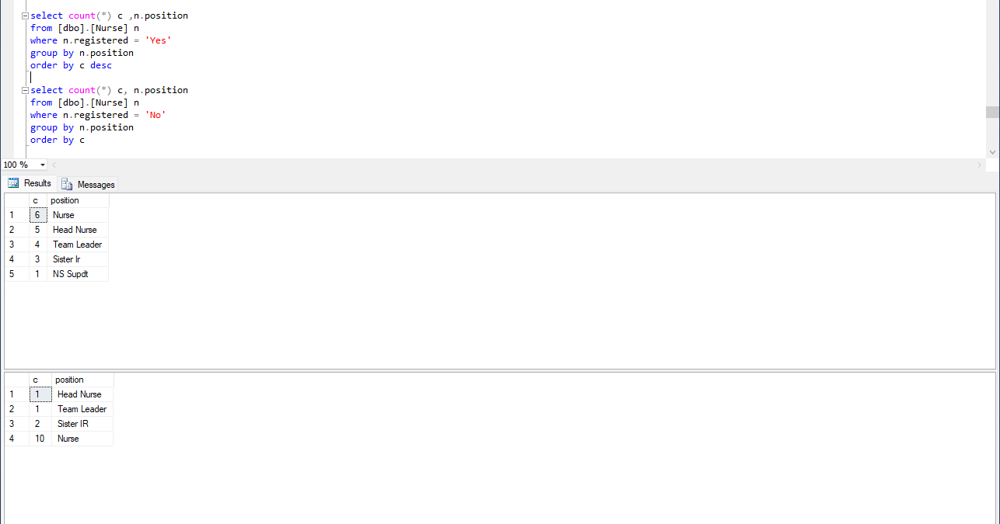 select count(*) c ,n.position
from [dbo].[Nurse] n
where n.registered = 'Yes'
group by n.position
order by c desc
select count(*) c, n.position
from [dbo].[Nurse] n
where n.registered = 'No'
group by n.position
order by c
100 %
Results Messages
c position
1 6 Nurse
2 5 Head Nurse
3 4 Team Leader
4 3 Sister Ir
5 1 NS Supdt
c position
1 1 Head Nurse
2 1 Team Leader
3 2 Sister IR
4 10 Nurse